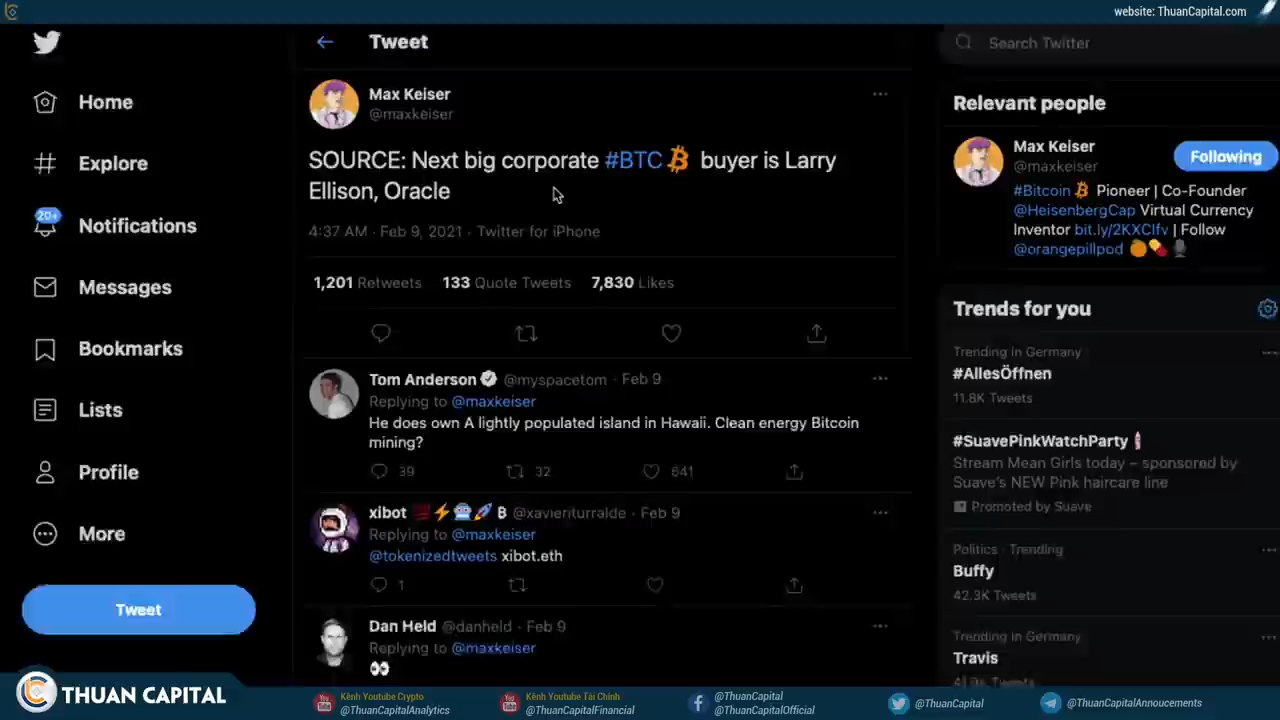 website: ThuanCapital.com
Home
Explore
20+
Notifications
Messages
Bookmarks
Lists
Profile
More
Tweet
Tweet
Max Keiser
@maxkeiser
SOURCE: Next big corporate #BTC buyer is Larry
Ellison, Oracle
4:37 AM · Feb 9, 2021 · Twitter for iPhone
1,201 Retweets 133 Quote Tweets 7,830 Likes
Tom Anderson @myspacetom · Feb 9
Replying to @maxkeiser
He does own A lightly populated island in Hawaii. Clean energy Bitcoin
mining?
39 32 641
xibot @xavieriturralde · Feb 9
Replying to @maxkeiser
@tokenizedtweets xibot.eth
1
Dan Held @danheld · Feb 9
Replying to @maxkeiser
Search Twitter
Relevant people
Max Keiser
@maxkeiser
Following
#Bitcoin Pioneer | Co-Founder
@HeisenbergCap Virtual Currency
Inventor bit.ly/2KXCIfv | Follow
@orangepillpod
Trends for you
Trending in Germany
#AllesÖffnen
11.8K Tweets
#SuavePinkWatchParty
Stream Mean Girls today – sponsored by
Suave's NEW Pink haircare line
Promoted by Suave
Politics · Trending
Buffy
42.3K Tweets
Trending in Germany
Travis
Tweets
THUAN CAPITAL
Kênh Youtube Crypto
@ThuanCapitalAnalytics
Kênh Youtube Tài Chính
@ThuanCapitalFinancial
@ThuanCapital
@ThuanCapitalOfficial
@ThuanCapital
@ThuanCapitalAnnoucements